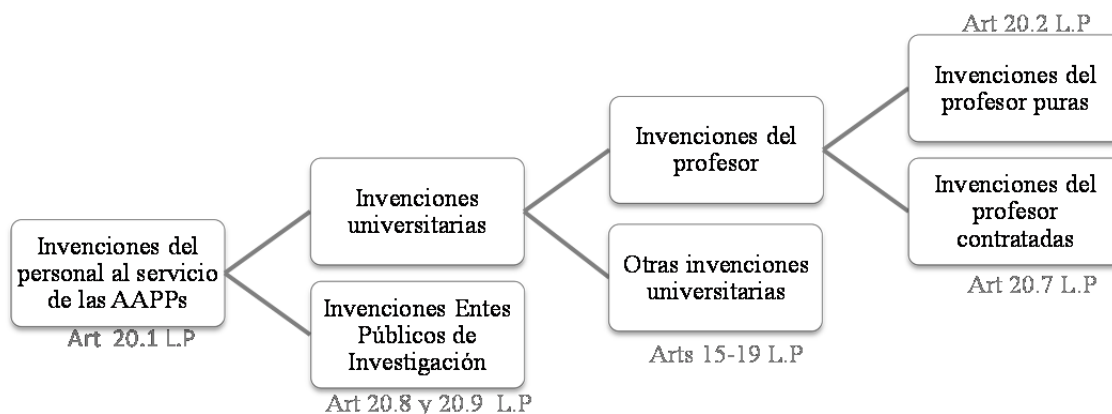 Invenciones del
personal al servicio
de las AAPPs
Art 20.1 L.P
Invenciones
universitarias
Invenciones Entes
Públicos de
Investigación
Art 20.8 y 20.9 L.P
Invenciones del
profesor
Otras invenciones
universitarias
Arts 15-19 L.P
Art 20.2 L.P
Invenciones del
profesor puras
Invenciones del
profesor
contratadas
Art 20.7 L.P